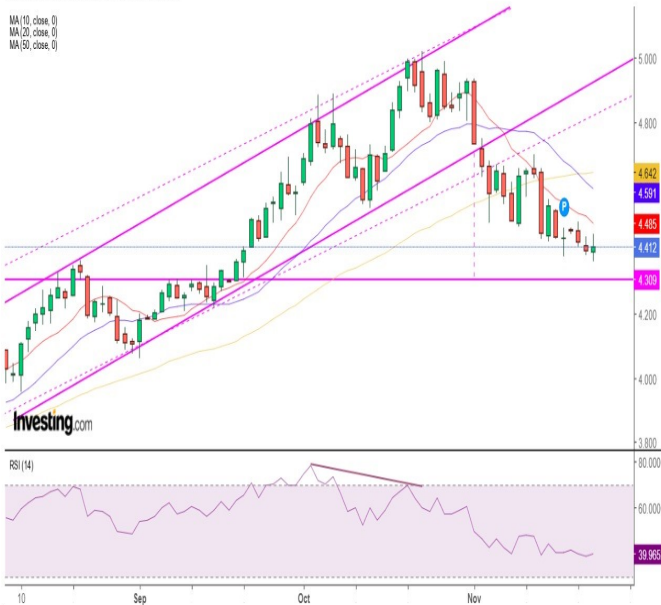 MA (10, close, 0)
MA (20, close, 0)
MA (50, close, 0)
5.000
4.800
4.642
4.591
4.485
4.412
4.309
4.200
4.000
3.800
P
Investing.com
RSI (14)
80.000
60.000
39.965
10 Sep Oct Nov